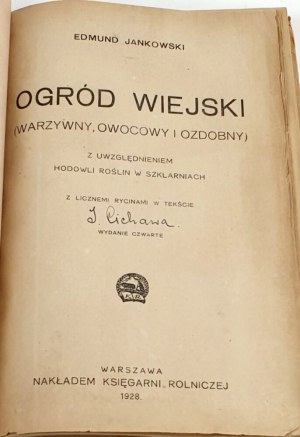 EDMUND JANKOWSKI
OGRÓD WIEJSKI
(WARZYWNY, OWOCOWY I OZDOBNY)
Z UWZGLĘDNIENIEM
HODOWLI ROŚLIN W SZKLARNIACH
Z LICZNEMI RYCINAMI W TEKŚCIE
J. Cichawa.
WYDANIE CZWARTE
WARSZAWA
NAKŁADEM KSIĘGARNI ROLNICZEJ
1928.